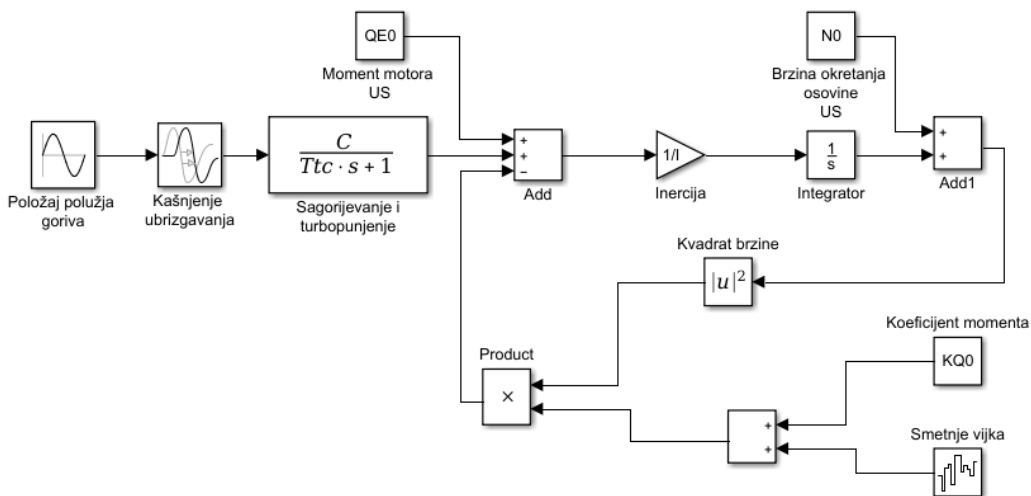 QE0
Moment motora
US
N0
Brzina okretanja
osovine
US
Položaj polužja
goriva
Kašnjenje
ubrizgavanja
C
Ttc · s + 1
Sagorijevanje i
turbopunjenje
+
+
−
Add
1/I
Inercija
1
s
Integrator
+
+
Add1
Kvadrat brzine
|u|²
Koeficijent momenta
KQ0
Product
×
+
+
Smetnje vijka